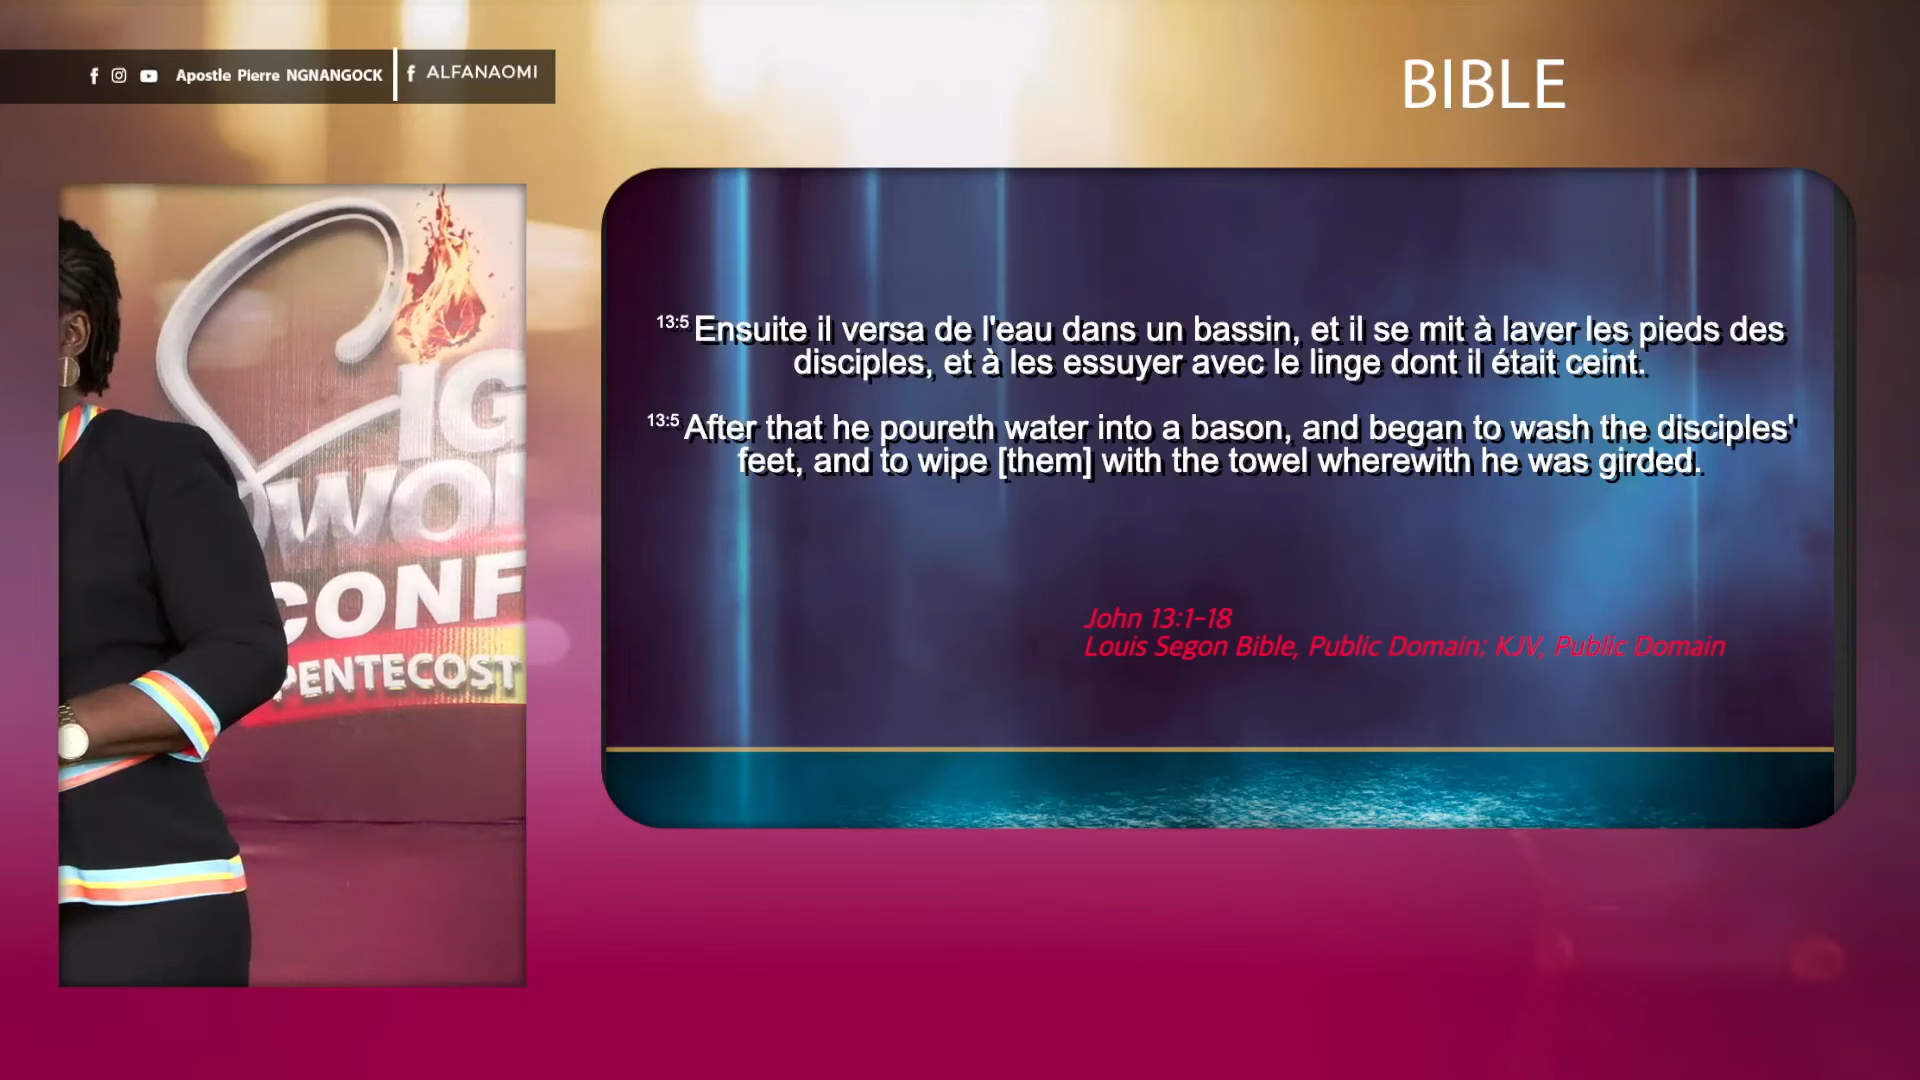 Apostle Pierre NGNANGOCK
ALFANAOMI
BIBLE
CONF
PENTECOST
13:5 Ensuite il versa de l'eau dans un bassin, et il se mit à laver les pieds des
disciples, et à les essuyer avec le linge dont il était ceint.
13:5 After that he poureth water into a bason, and began to wash the disciples'
feet, and to wipe [them] with the towel wherewith he was girded.
John 13:1-18
Louis Segon Bible, Public Domain; KJV, Public Domain